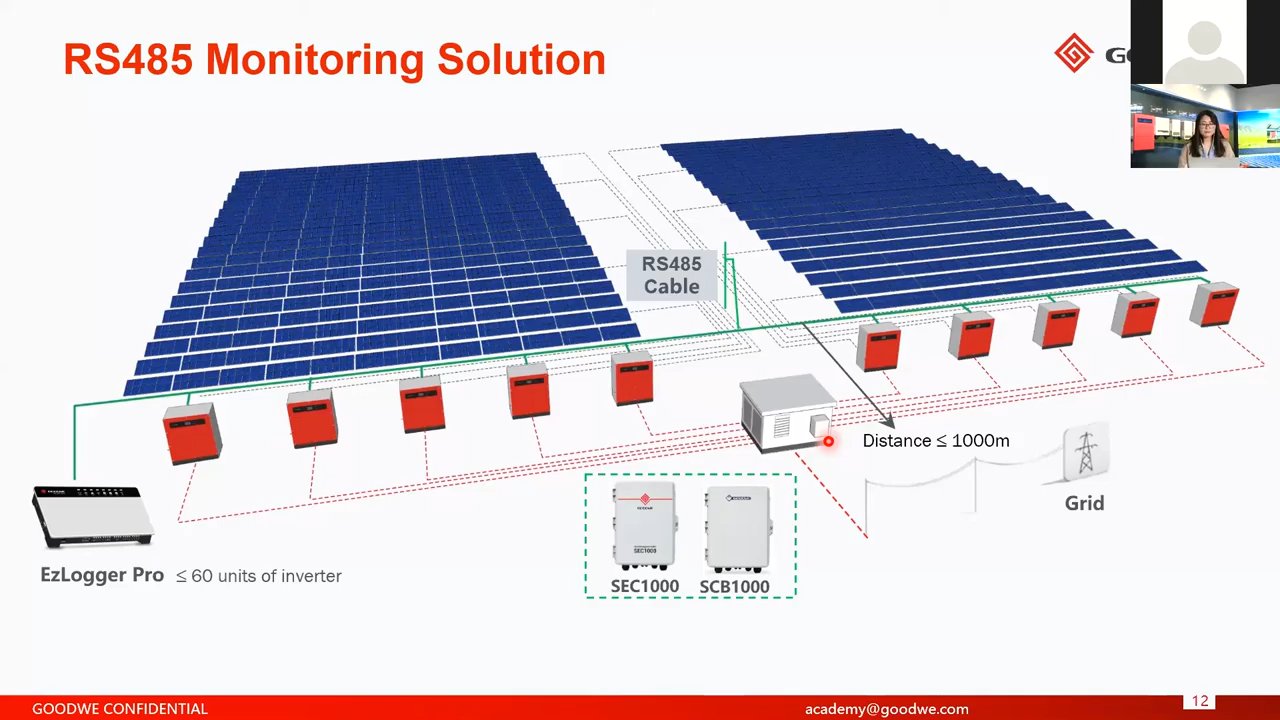 RS485 Monitoring Solution
RS485
Cable
Distance ≤ 1000m
Grid
EzLogger Pro ≤ 60 units of inverter
SEC1000
SEC1000 SCB1000
GOODWE CONFIDENTIAL
academy@goodwe.com
12